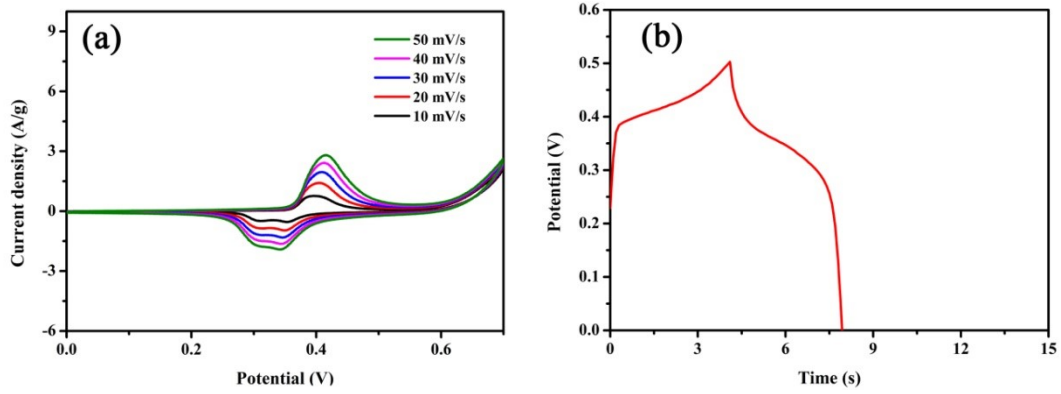 (a)
50 mV/s
40 mV/s
30 mV/s
20 mV/s
10 mV/s
9
6
3
0
-3
-6
Current density (A/g)
0.0
0.2
0.4
0.6
Potential (V)
(b)
0.6
0.5
0.4
0.3
0.2
0.1
0.0
Potential (V)
0
3
6
9
12
15
Time (s)